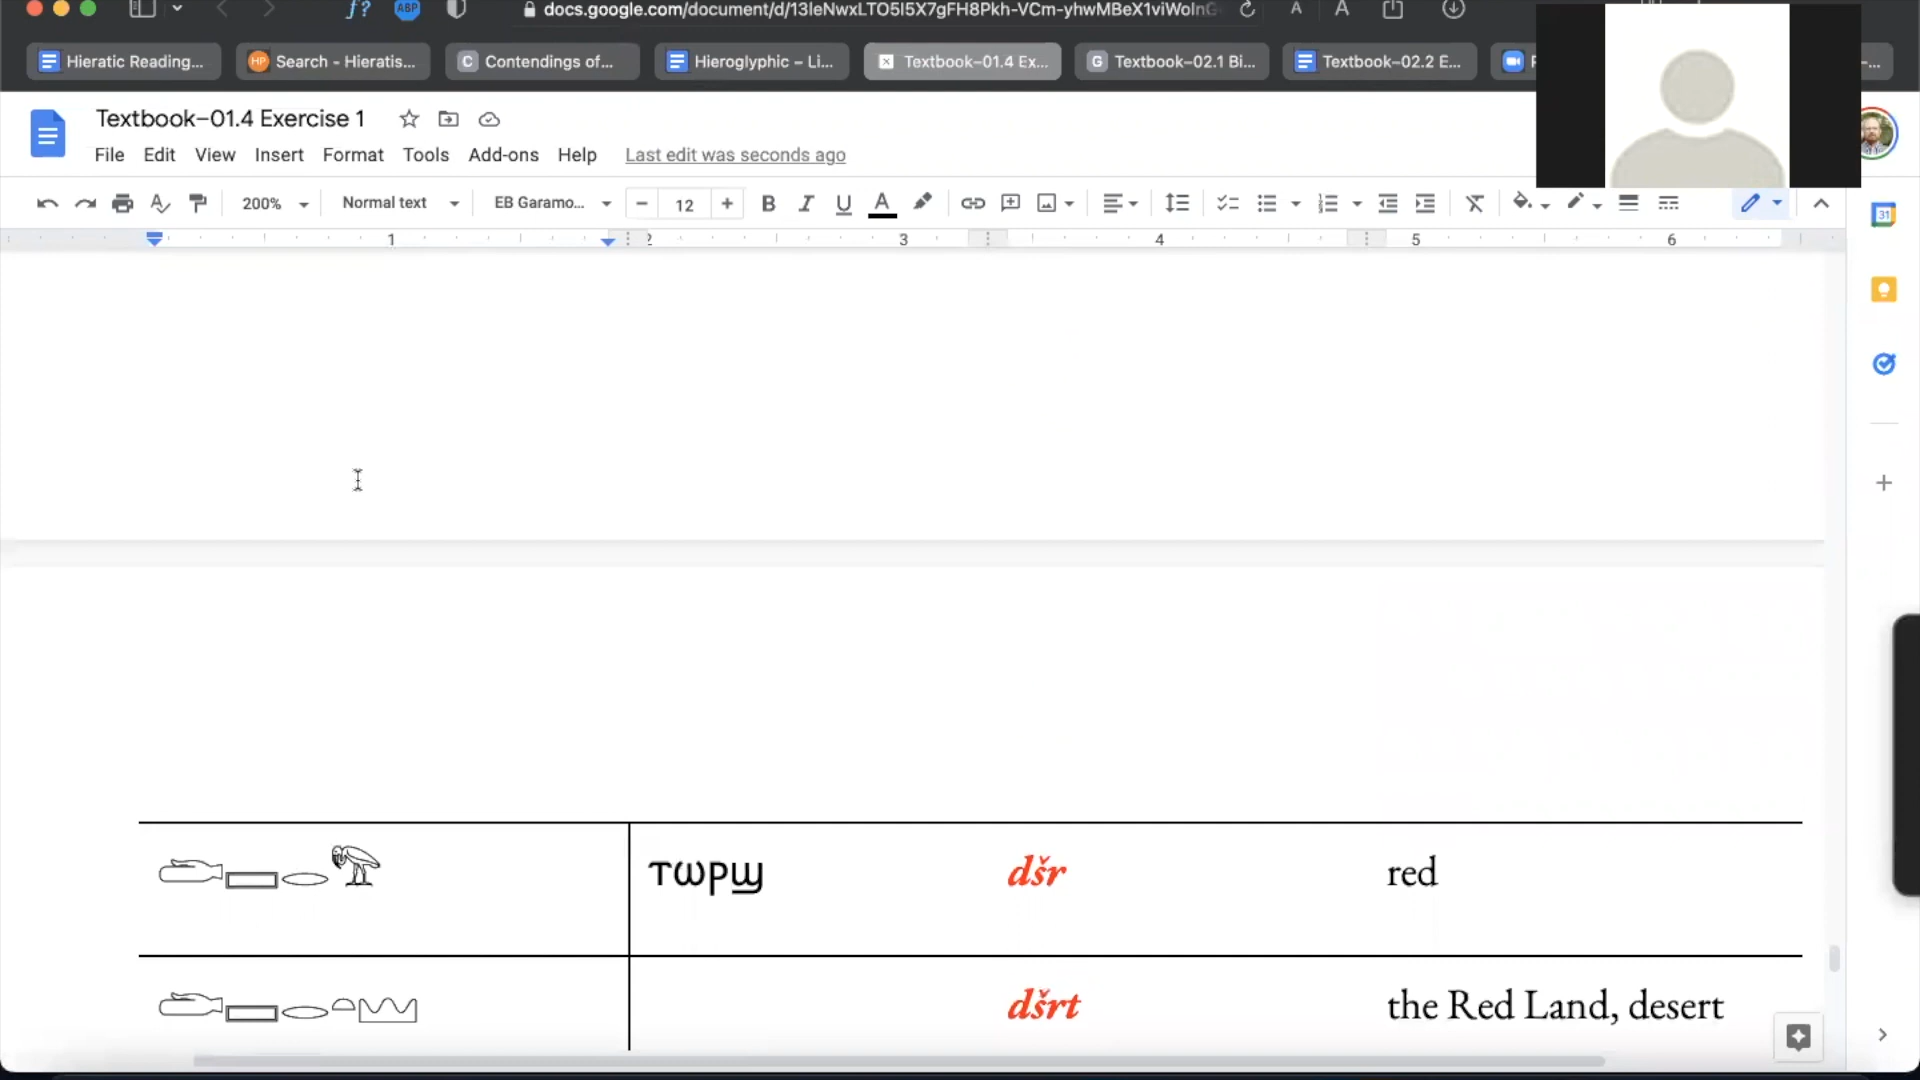 docs.google.com/document/d/13leNwxLTO5I5X7gFH8Pkh-VCm-yhwMBeX1viWolnG
Hieratic Reading...
Search - Hieratis...
Contendings of...
Hieroglyphic – Li...
Textbook–01.4 Ex...
Textbook–02.1 Bi...
Textbook–02.2 E...
Textbook–01.4 Exercise 1
File Edit View Insert Format Tools Add-ons Help Last edit was seconds ago
200% Normal text EB Garamo... 12
1 2 3 4 5 6
ⲧⲱⲣϣ dšr red
dšrt the Red Land, desert